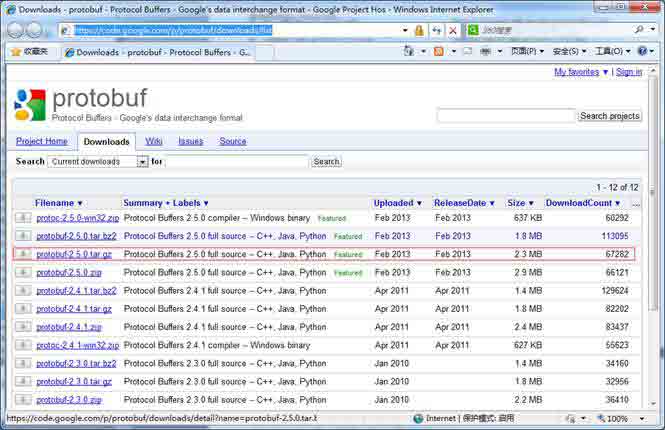 Downloads - protobuf - Protocol Buffers - Google's data interchange format - Google Project Hos - Windows Internet Explorer
https://code.google.com/p/protobuf/downloads/list
360搜索
收藏夹 Downloads - protobuf - Protocol Buffers - G... 页面(P) 安全(S) 工具(O)
My favorites ▼ | Sign in
protobuf
Protocol Buffers - Google's data interchange format
Search projects
Project Home Downloads Wiki Issues Source
Search Current downloads for Search
1 - 12 of 12
Filename ▼ Summary + Labels ▼ Uploaded ▼ ReleaseDate ▼ Size ▼ DownloadCount ▼ ...
protoc-2.5.0-win32.zip Protocol Buffers 2.5.0 compiler -- Windows binary Featured Feb 2013 Feb 2013 637 KB 60292
protobuf-2.5.0.tar.bz2 Protocol Buffers 2.5.0 full source -- C++, Java, Python Featured Feb 2013 Feb 2013 1.8 MB 113095
protobuf-2.5.0.tar.gz Protocol Buffers 2.5.0 full source -- C++, Java, Python Featured Feb 2013 Feb 2013 2.3 MB 67282
protobuf-2.5.0.zip Protocol Buffers 2.5.0 full source -- C++, Java, Python Featured Feb 2013 Feb 2013 2.9 MB 66121
protobuf-2.4.1.tar.bz2 Protocol Buffers 2.4.1 full source -- C++, Java, Python Apr 2011 Apr 2011 1.4 MB 129624
protobuf-2.4.1.tar.gz Protocol Buffers 2.4.1 full source -- C++, Java, Python Apr 2011 Apr 2011 1.8 MB 82202
protobuf-2.4.1.zip Protocol Buffers 2.4.1 full source -- C++, Java, Python Apr 2011 Apr 2011 2.4 MB 83437
protoc-2.4.1-win32.zip Protocol Buffers 2.4.1 compiler -- Windows binary Apr 2011 Apr 2011 627 KB 55623
protobuf-2.3.0.tar.bz2 Protocol Buffers 2.3.0 full source -- C++, Java, Python Jan 2010 1.4 MB 34160
protobuf-2.3.0.tar.gz Protocol Buffers 2.3.0 full source -- C++, Java, Python Jan 2010 1.8 MB 32956
protobuf-2.3.0.zip Protocol Buffers 2.3.0 full source -- C++, Java, Python Jan 2010 2.4 MB 36410
https://code.google.com/p/protobuf/downloads/detail?name=protobuf-2.5.0.tar.b Internet | 保护模式: 启用 100%